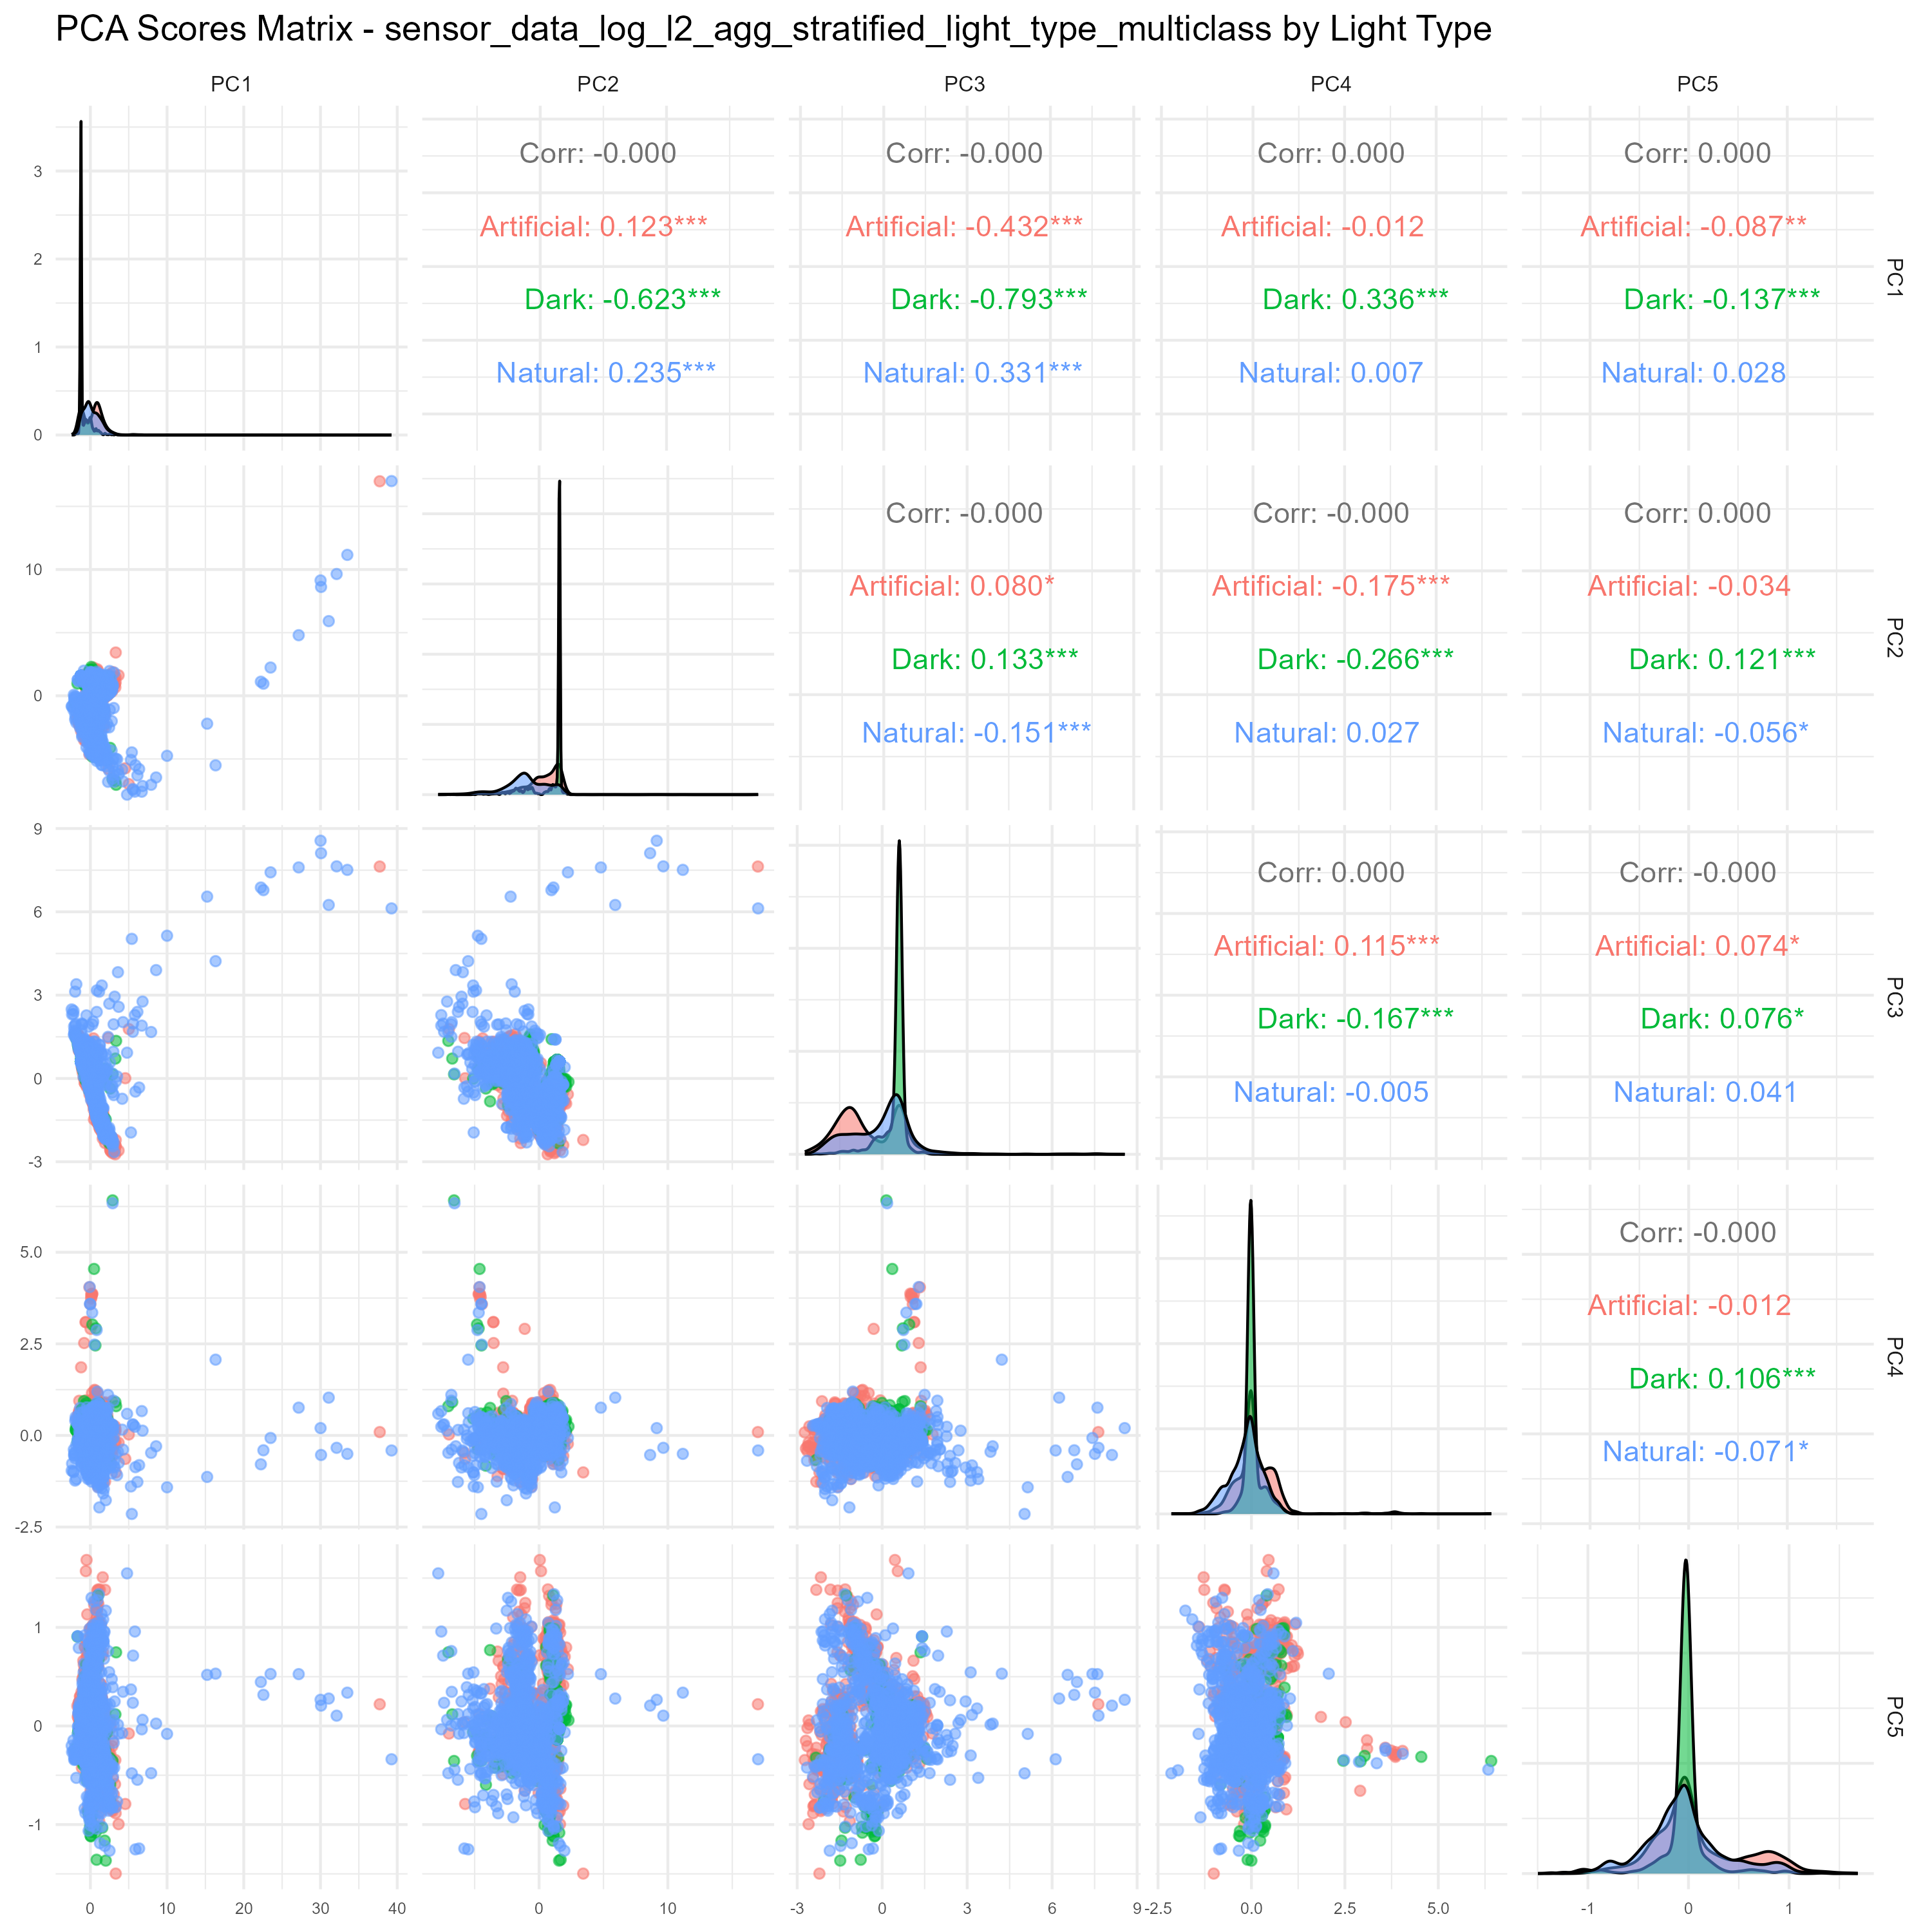 PCA Scores Matrix - sensor_data_log_l2_agg_stratified_light_type_multiclass by Light Type
PC1 PC2 PC3 PC4 PC5
3
2
1
0
Corr: -0.000
Artificial: 0.123***
Dark: -0.623***
Natural: 0.235***
Corr: -0.000
Artificial: -0.432***
Dark: -0.793***
Natural: 0.331***
Corr: 0.000
Artificial: -0.012
Dark: 0.336***
Natural: 0.007
Corr: 0.000
Artificial: -0.087**
Dark: -0.137***
Natural: 0.028
PC1
10
0
Corr: -0.000
Artificial: 0.080*
Dark: 0.133***
Natural: -0.151***
Corr: -0.000
Artificial: -0.175***
Dark: -0.266***
Natural: 0.027
Corr: 0.000
Artificial: -0.034
Dark: 0.121***
Natural: -0.056*
PC2
9
6
3
0
-3
Corr: 0.000
Artificial: 0.115***
Dark: -0.167***
Natural: -0.005
Corr: -0.000
Artificial: 0.074*
Dark: 0.076*
Natural: 0.041
PC3
5.0
2.5
0.0
-2.5
Corr: -0.000
Artificial: -0.012
Dark: 0.106***
Natural: -0.071*
PC4
1
0
-1
PC5
0 10 20 30 40
0 10
-3 0 3 6 9
-2.5 0.0 2.5 5.0
-1 0 1